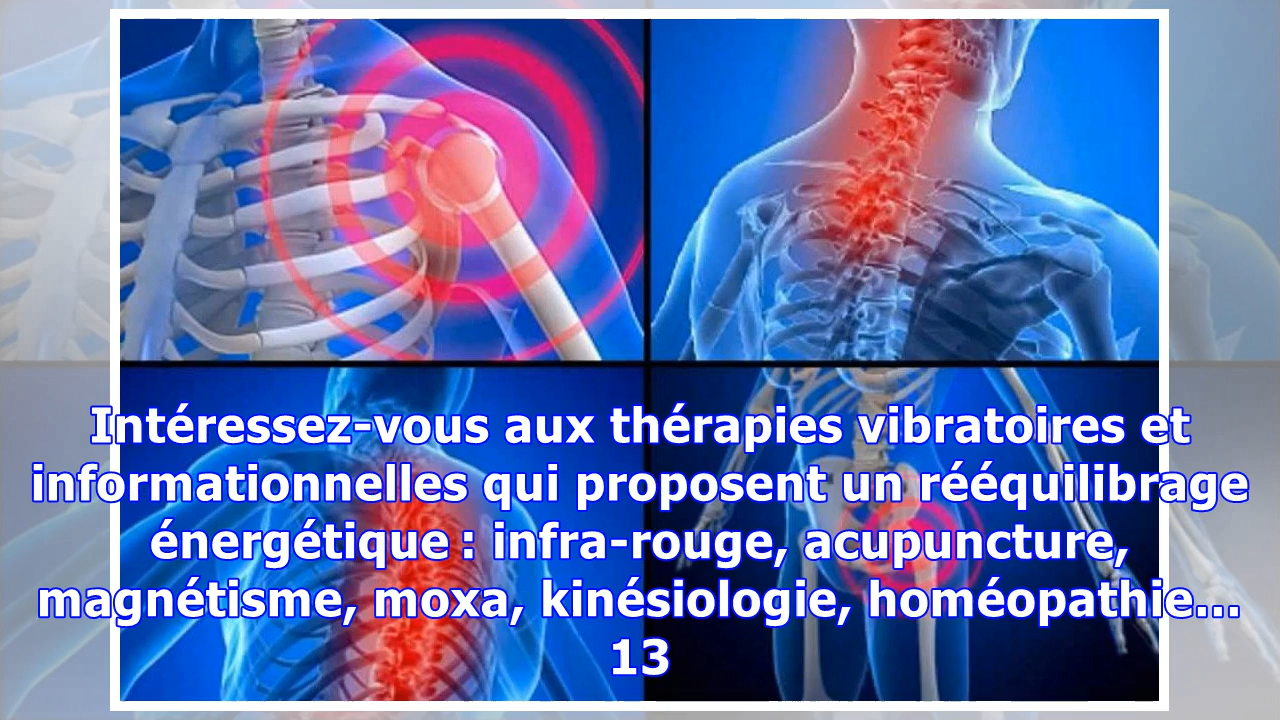 Intéressez-vous aux thérapies vibratoires et
informationnelles qui proposent un rééquilibrage
énergétique : infra-rouge, acupuncture,
magnétisme, moxa, kinésiologie, homéopathie...
13